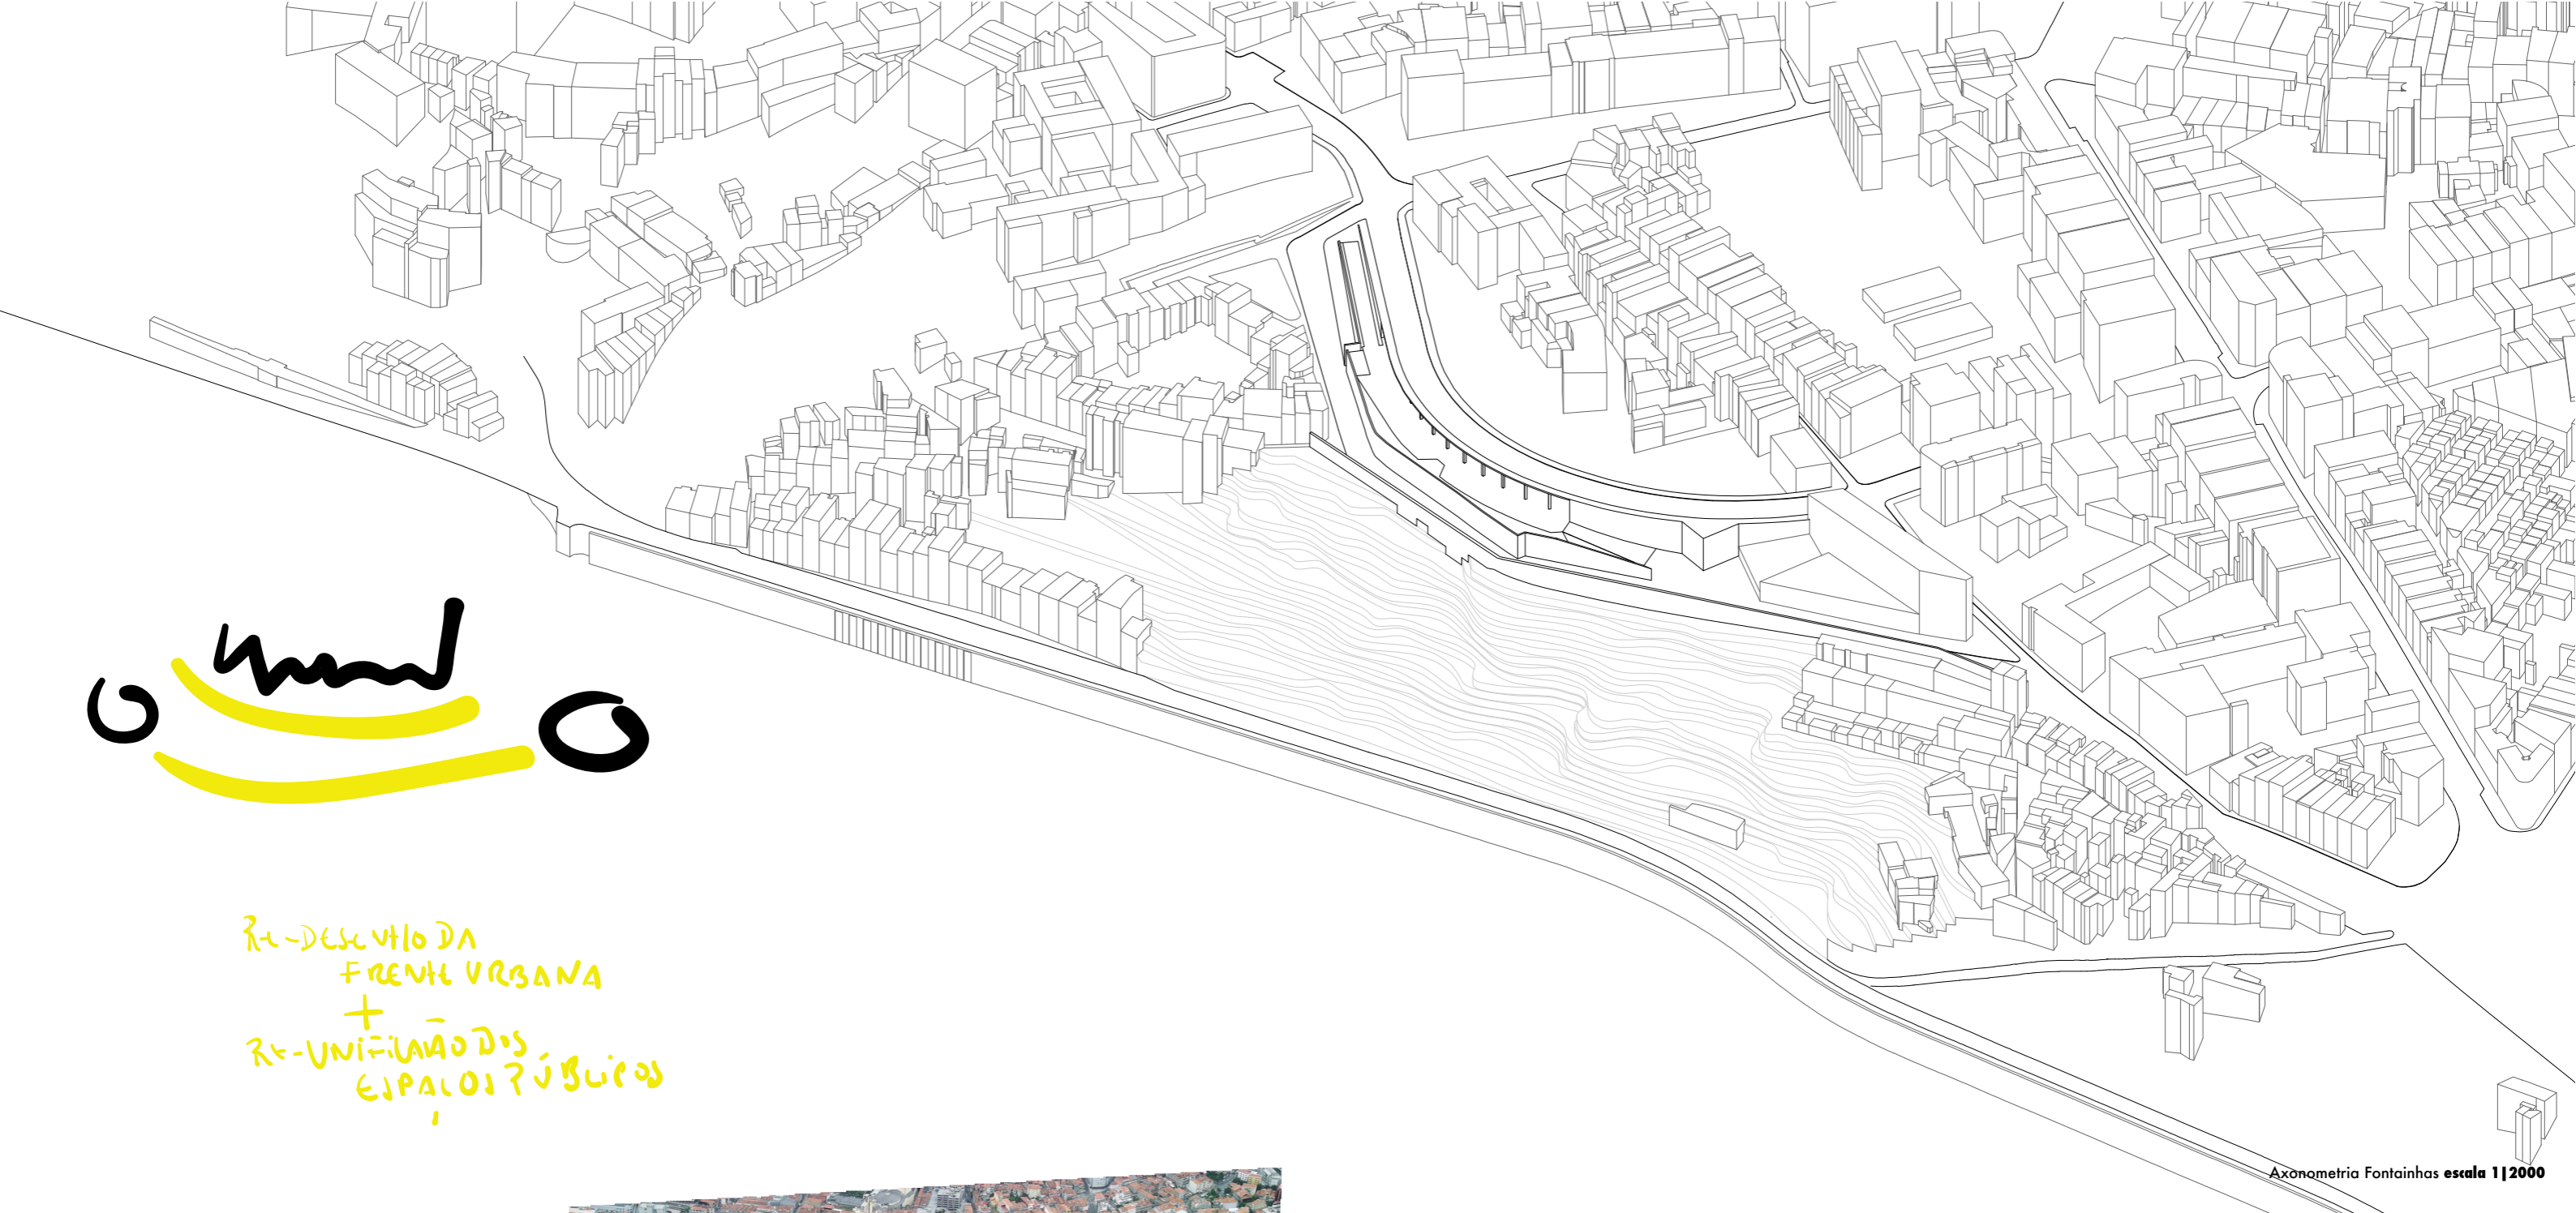 RE-DESENHO DA
FRENTE URBANA
+
RE-UNIFICAÇÃO DOS
ESPAÇOS PÚBLICOS
Axonometria Fontainhas escala 1|2000